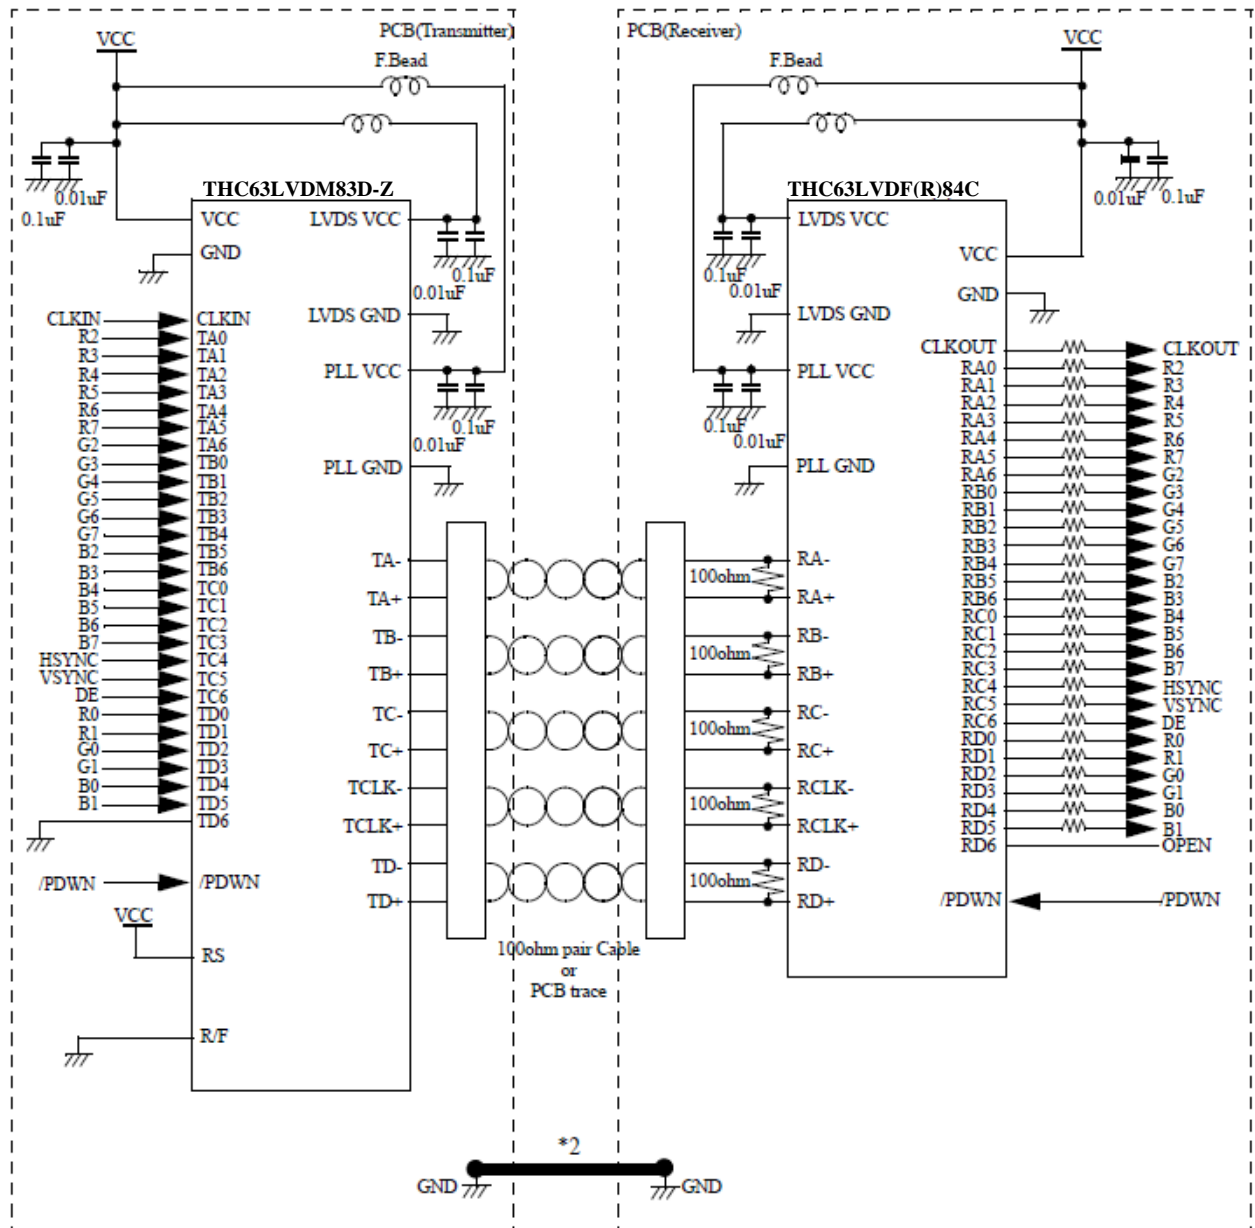 PCB(Transmitter)
VCC
F.Bead
0.01uF
0.1uF
THC63LVDM83D-Z
VCC
LVDS VCC
GND
0.1uF
0.01uF
LVDS GND
PLL VCC
0.1uF
0.01uF
PLL GND
CLKIN CLKIN
R2 TA0
R3 TA1
R4 TA2
R5 TA3
R6 TA4
R7 TA5
G2 TA6
G3 TB0
G4 TB1
G5 TB2
G6 TB3
G7 TB4
B2 TB5
B3 TB6
B4 TC0
B5 TC1
B6 TC2
B7 TC3
HSYNC TC4
VSYNC TC5
DE TC6
R0 TD0
R1 TD1
G0 TD2
G1 TD3
B0 TD4
B1 TD5
TD6
/PDWN /PDWN
VCC
RS
R/F
TA-
TA+
TB-
TB+
TC-
TC+
TCLK-
TCLK+
TD-
TD+
100ohm pair Cable
or
PCB trace
PCB(Receiver)
VCC
F.Bead
0.01uF
0.1uF
THC63LVDF(R)84C
LVDS VCC
VCC
0.1uF
0.01uF
GND
LVDS GND
PLL VCC
0.1uF
0.01uF
PLL GND
CLKOUT CLKOUT
RA0 R2
RA1 R3
RA2 R4
RA3 R5
RA4 R6
RA5 R7
RA6 G2
RB0 G3
RB1 G4
RB2 G5
RB3 G6
RB4 G7
RB5 B2
RB6 B3
RC0 B4
RC1 B5
RC2 B6
RC3 B7
RC4 HSYNC
RC5 VSYNC
RC6 DE
RD0 R0
RD1 R1
RD2 G0
RD3 G1
RD4 B0
RD5 B1
RD6 OPEN
/PDWN /PDWN
RA-
100ohm
RA+
RB-
100ohm
RB+
RC-
100ohm
RC+
RCLK-
100ohm
RCLK+
RD-
100ohm
RD+
*2
GND GND